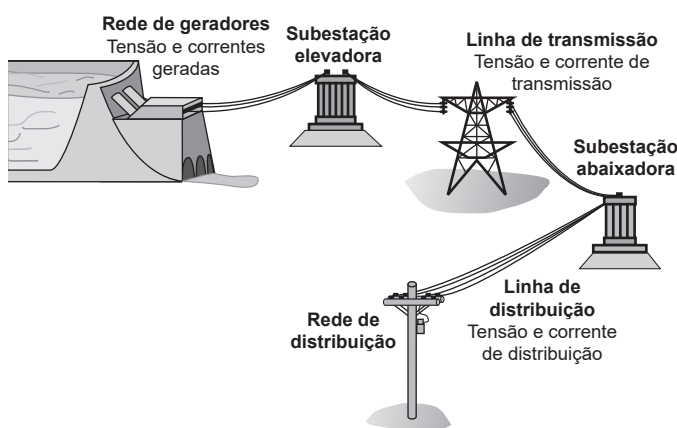 Rede de geradores
Tensão e correntes
geradas
Subestação
elevadora
Linha de transmissão
Tensão e corrente de
transmissão
Subestação
abaixadora
Linha de
distribuição
Tensão e corrente
de distribuição
Rede de
distribuição